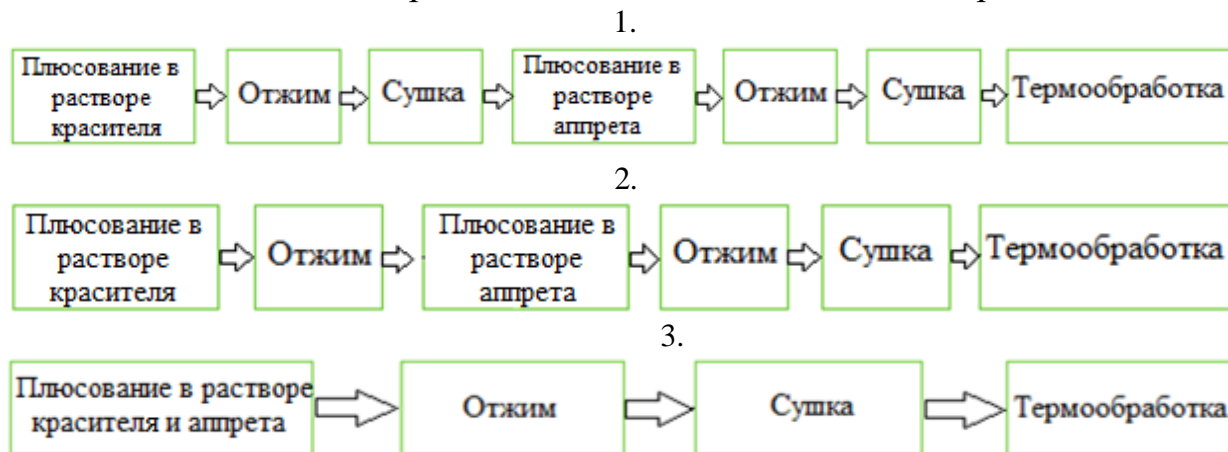 1.
Плюсование в
растворе
красителя
Отжим
Сушка
Плюсование в
растворе
аппрета
Отжим
Сушка
Термообработка
2.
Плюсование в
растворе
красителя
Отжим
Плюсование в
растворе
аппрета
Отжим
Сушка
Термообработка
3.
Плюсование в растворе
красителя и аппрета
Отжим
Сушка
Термообработка